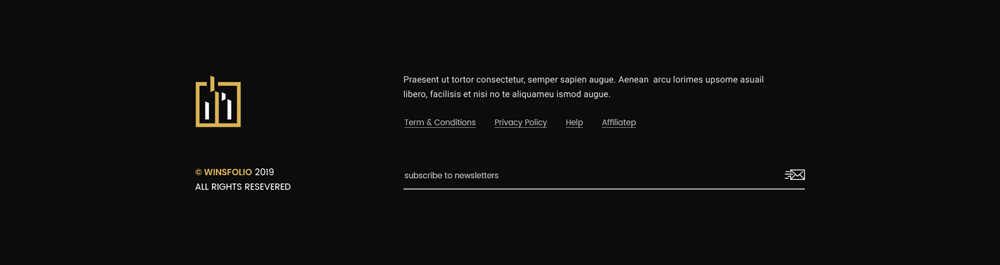 Praesent ut tortor consectetur, semper sapien augue. Aenean arcu lorimes upsome asuail
libero, facilisis et nisi no te aliquameu ismod augue.
Term & Conditions Privacy Policy Help Affiliatep
© WINSFOLIO 2019
ALL RIGHTS RESEVERED
subscribe to newsletters